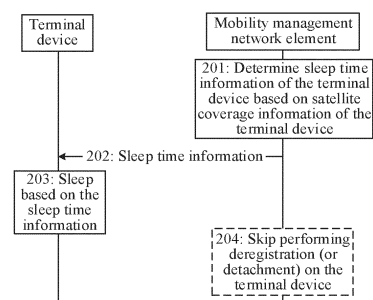 Terminal
device
Mobility management
network element
201: Determine sleep time
information of the terminal
device based on satellite
coverage information of the
terminal device
202: Sleep time information
203: Sleep
based on the
sleep time
information
204: Skip performing
deregistration (or
detachment) on the
terminal device